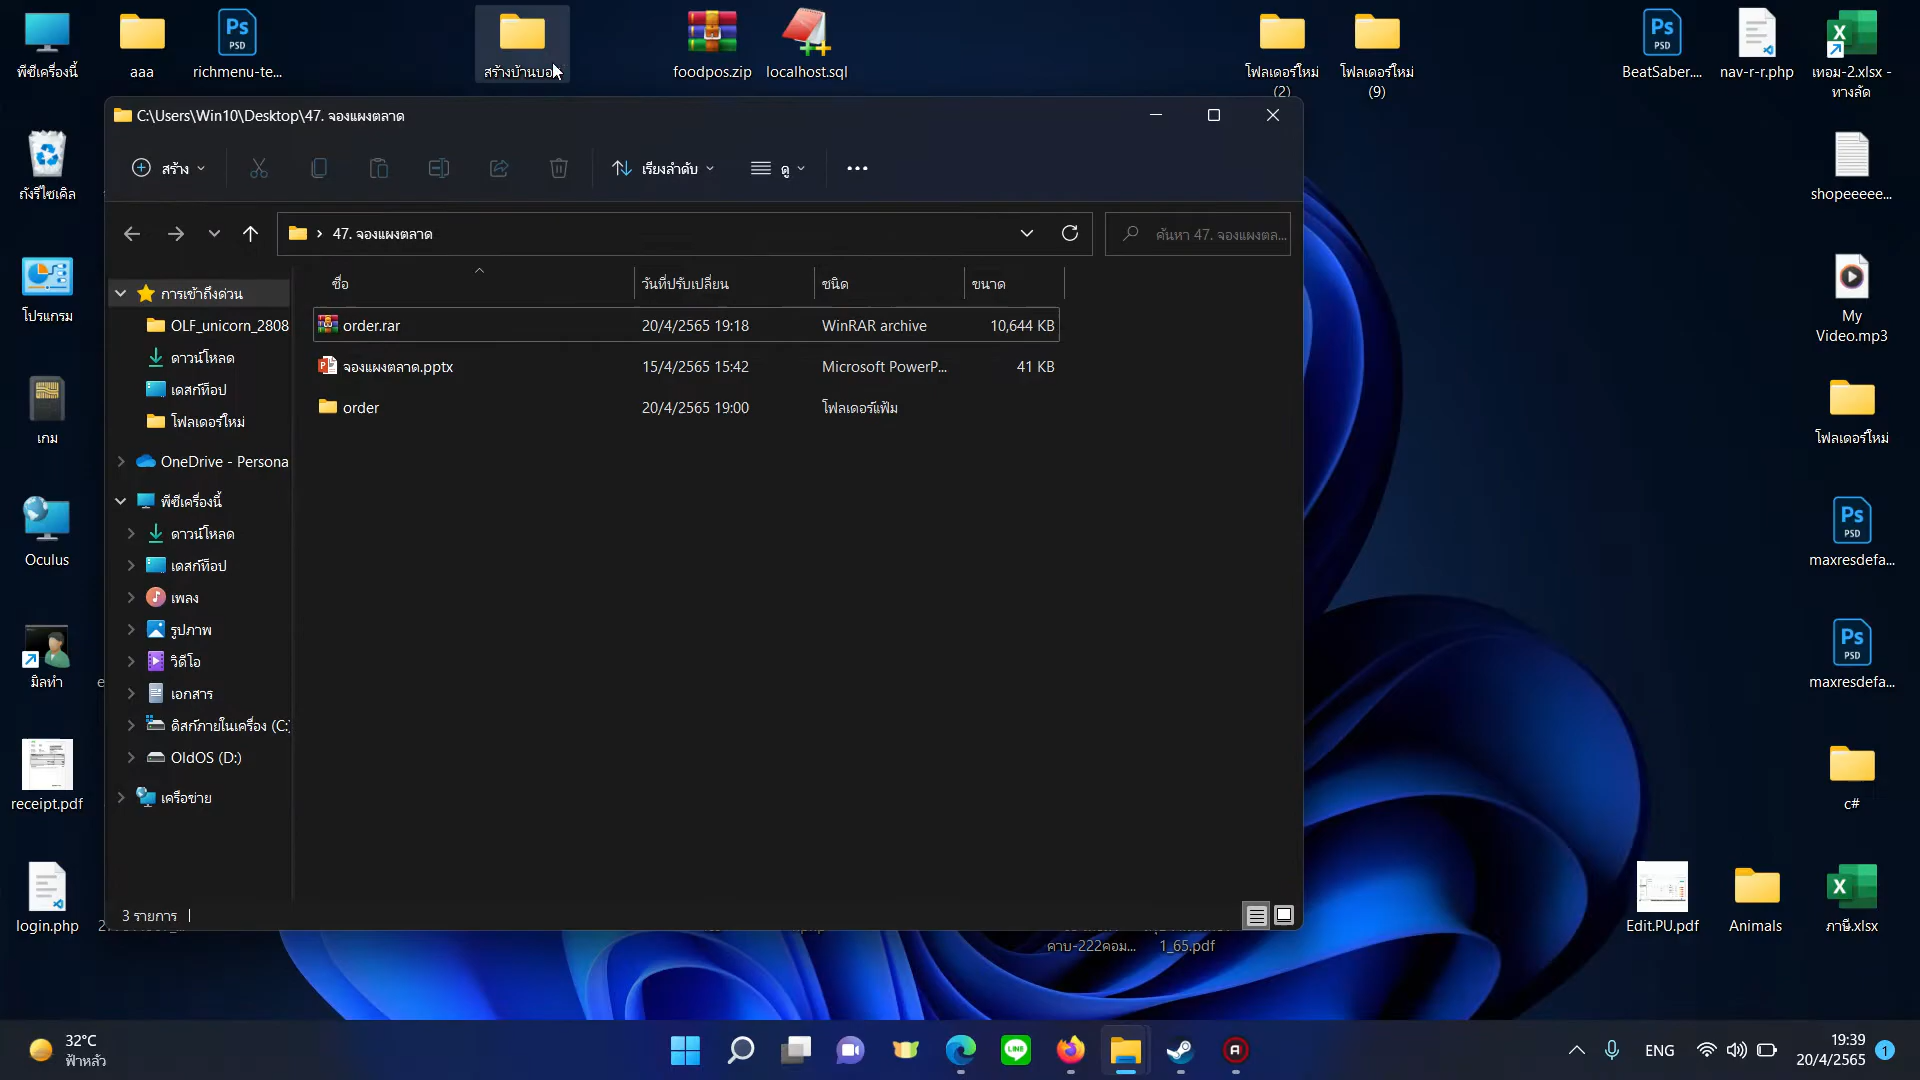 พีซีเครื่องนี้
aaa
richmenu-te...
foodpos.zip
localhost.sql
โฟลเดอร์ใหม่
(2)
โฟลเดอร์ใหม่
(9)
BeatSaber....
nav-r-r.php
เทอม-2.xlsx -
ทางลัด
C:\Users\Win10\Desktop\47. จองแผงตลาด
สร้าง
เรียงลำดับ
ดู
47. จองแผงตลาด
ค้นหา 47. จองแผงตล...
ชื่อ
วันที่ปรับเปลี่ยน
ชนิด
ขนาด
order.rar
20/4/2565 19:18
WinRAR archive
10,644 KB
จองแผงตลาด.pptx
15/4/2565 15:42
Microsoft PowerP...
41 KB
order
20/4/2565 19:00
โฟลเดอร์แฟ้ม
การเข้าถึงด่วน
OLF_unicorn_2808
ดาวน์โหลด
เดสก์ท็อป
โฟลเดอร์ใหม่
OneDrive - Persona
พีซีเครื่องนี้
ดาวน์โหลด
เดสก์ท็อป
เพลง
รูปภาพ
วิดีโอ
เอกสาร
ดิสก์ภายในเครื่อง (C:)
OldOS (D:)
เครือข่าย
3 รายการ
ถังรีไซเคิล
โปรแกรม
เกม
Oculus
มิลทำ
receipt.pdf
login.php
shopeeeee...
My
Video.mp3
โฟลเดอร์ใหม่
maxresdefa...
maxresdefa...
c#
Edit.PU.pdf
Animals
ภาษี.xlsx
คาบ-222คอม...
1_65.pdf
32°C
ฟ้าหลัว
LINE
ENG
19:39
20/4/2565
1